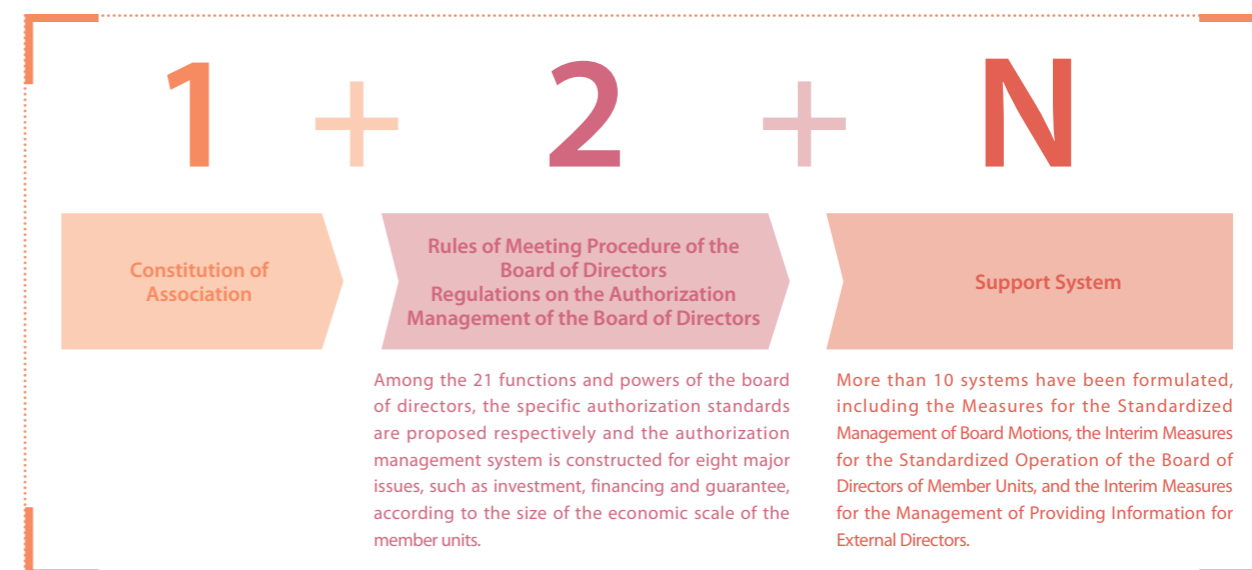 1 + 2 + N
Constitution of
Association
Rules of Meeting Procedure of the
Board of Directors
Regulations on the Authorization
Management of the Board of Directors
Support System
Among the 21 functions and powers of the board
of directors, the specific authorization standards
are proposed respectively and the authorization
management system is constructed for eight major
issues, such as investment, financing and guarantee,
according to the size of the economic scale of the
member units.
More than 10 systems have been formulated,
including the Measures for the Standardized
Management of Board Motions, the Interim Measures
for the Standardized Operation of the Board of
Directors of Member Units, and the Interim Measures
for the Management of Providing Information for
External Directors.